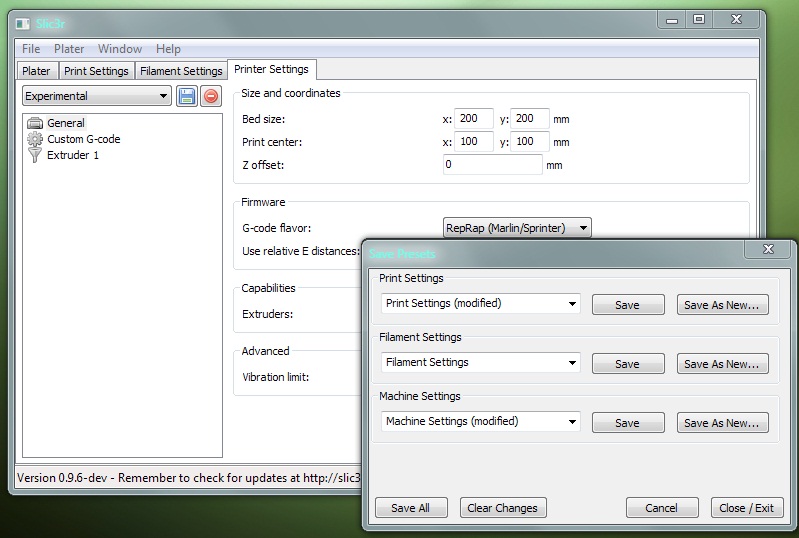 Slic3r
File Plater Window Help
Plater Print Settings Filament Settings Printer Settings
Experimental
General
Custom G-code
Extruder 1
Size and coordinates
Bed size: x: 200 y: 200 mm
Print center: x: 100 y: 100 mm
Z offset: 0 mm
Firmware
G-code flavor: RepRap (Marlin/Sprinter)
Use relative E distances:
Capabilities
Extruders:
Advanced
Vibration limit:
Version 0.9.6-dev - Remember to check for updates at http://slic3
Save Presets
Print Settings
Print Settings (modified) Save Save As New...
Filament Settings
Filament Settings Save Save As New...
Machine Settings
Machine Settings (modified) Save Save As New...
Save All Clear Changes Cancel Close / Exit